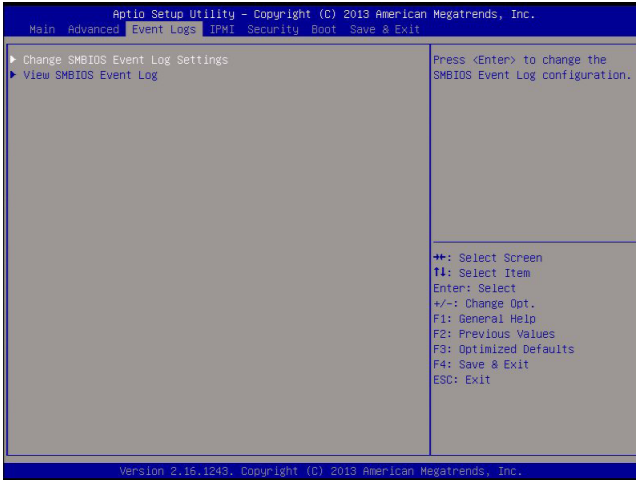 Aptio Setup Utility – Copyright (C) 2013 American Megatrends, Inc.
Main Advanced Event Logs IPMI Security Boot Save & Exit
▶ Change SMBIOS Event Log Settings
▶ View SMBIOS Event Log
Press <Enter> to change the
SMBIOS Event Log configuration.
→←: Select Screen
↑↓: Select Item
Enter: Select
+/-: Change Opt.
F1: General Help
F2: Previous Values
F3: Optimized Defaults
F4: Save & Exit
ESC: Exit
Version 2.16.1243. Copyright (C) 2013 American Megatrends, Inc.